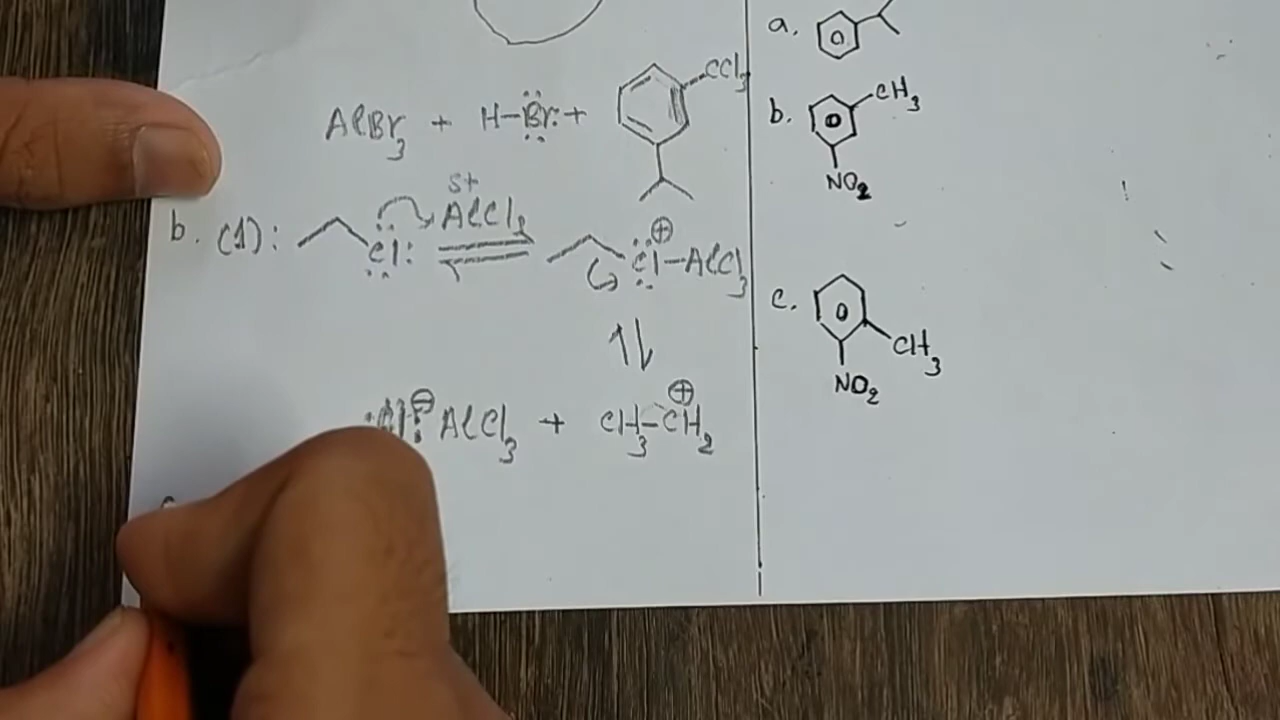 AlBr3 + H-Br: + CCl3
b. (1): Cl: δ+ AlCl3 Cl⊕-AlCl3
⊖ AlCl3 + CH3-CH2⊕
a.
b. CH3
NO2
c. CH3
NO2